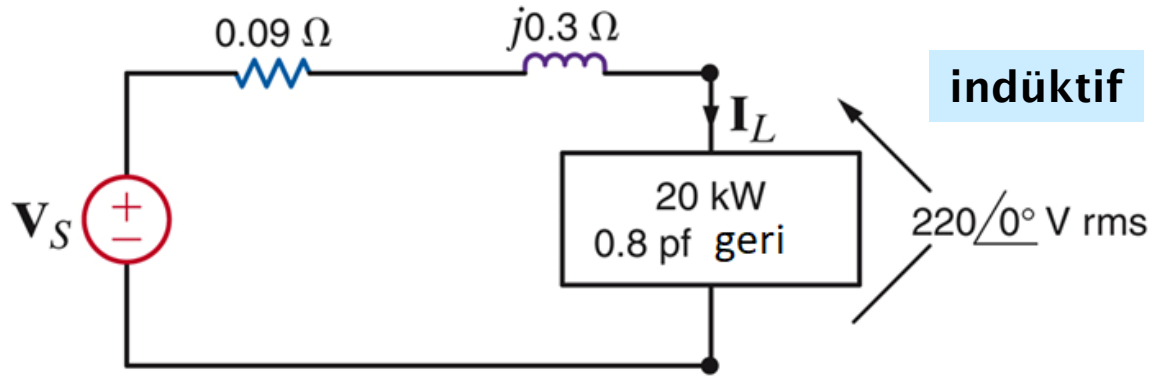 0.09 Ω
j0.3 Ω
indüktif
I_L
V_S
+
−
20 kW
0.8 pf geri
220∠0° V rms